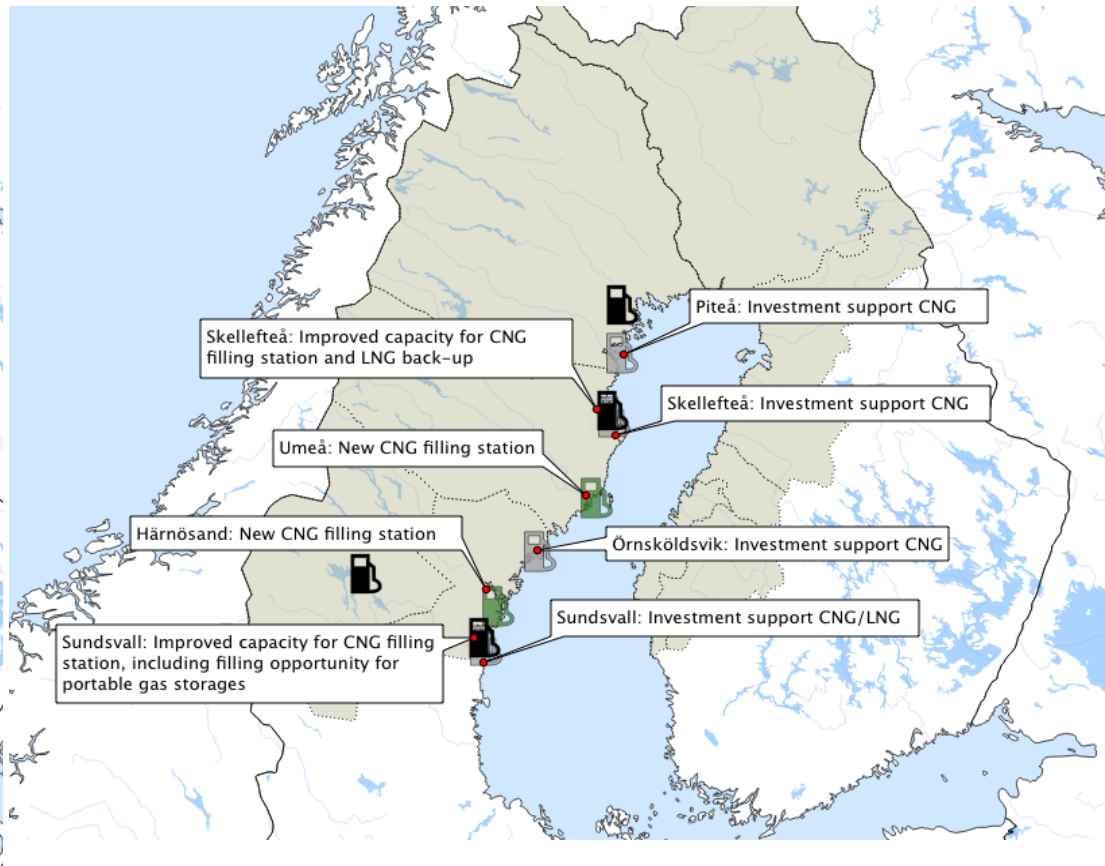 Piteå: Investment support CNG
Skellefteå: Improved capacity for CNG
filling station and LNG back-up
Skellefteå: Investment support CNG
Umeå: New CNG filling station
Härnösand: New CNG filling station
Örnsköldsvik: Investment support CNG
Sundsvall: Investment support CNG/LNG
Sundsvall: Improved capacity for CNG filling
station, including filling opportunity for
portable gas storages